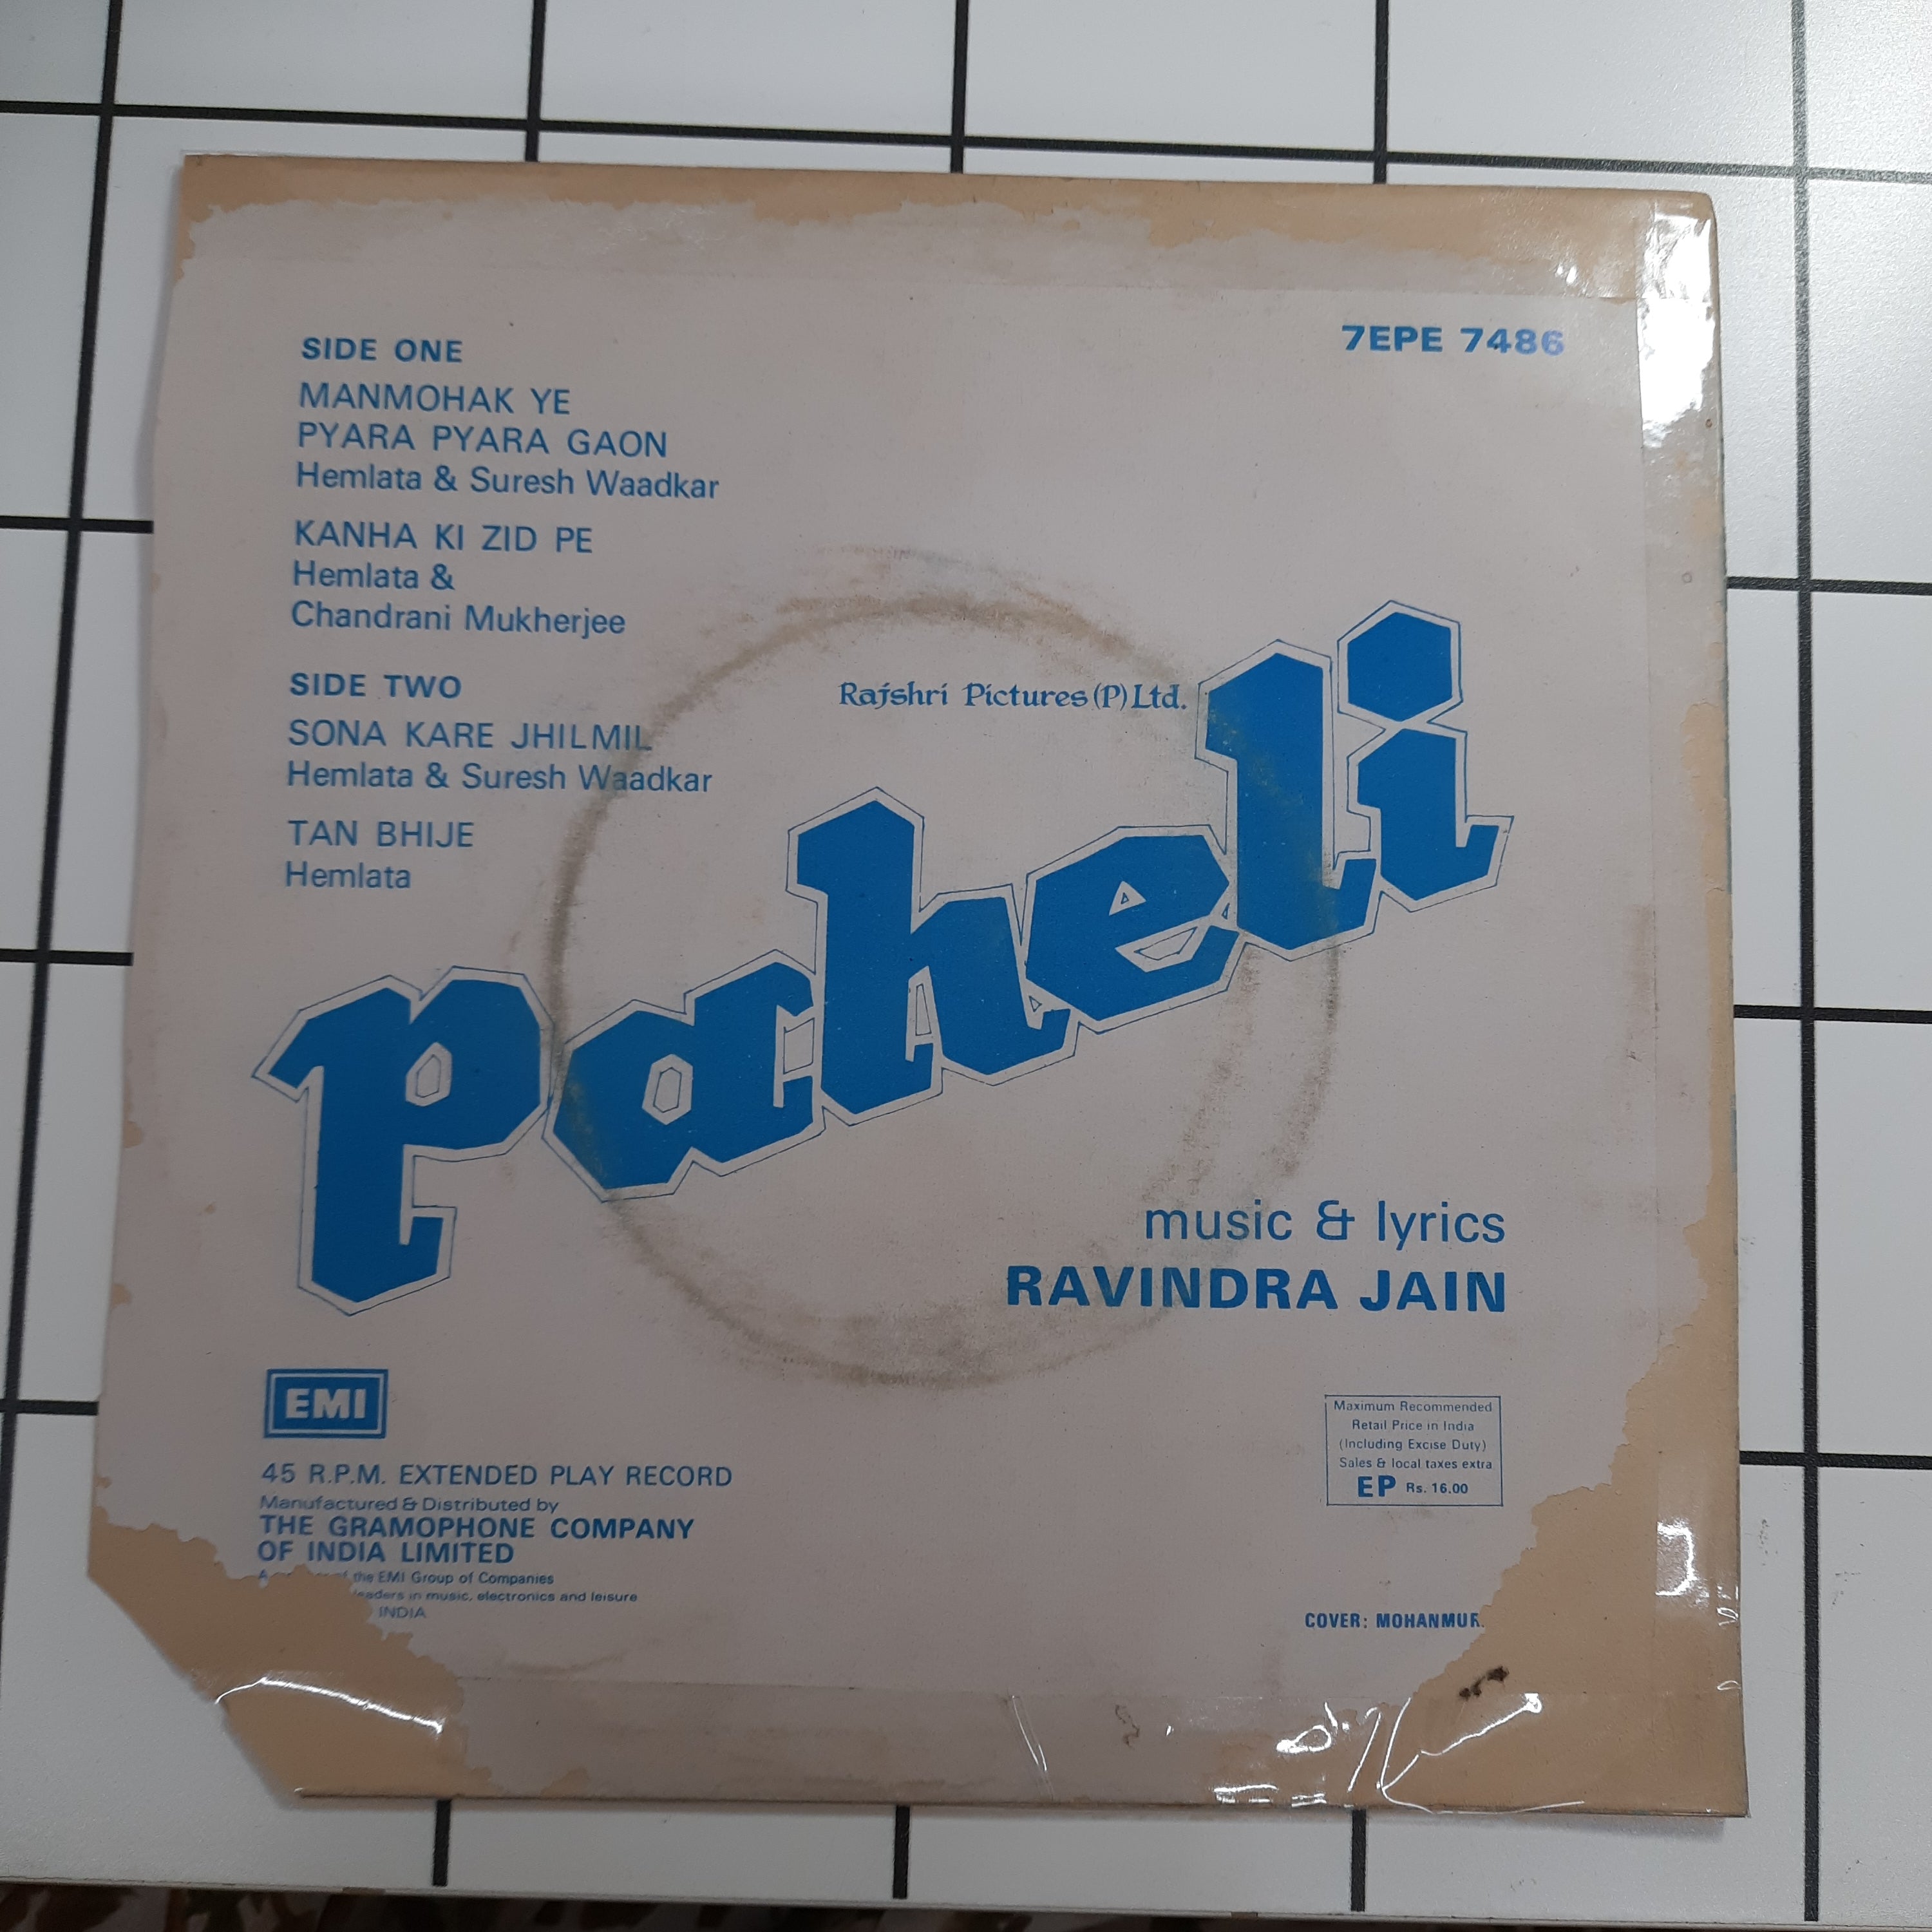 SIDE ONE
MANMOHAK YE
PYARA PYARA GAON
Hemlata & Suresh Waadkar
KANHA KI ZID PE
Hemlata &
Chandrani Mukherjee
SIDE TWO
SONA KARE JHILMIL
Hemlata & Suresh Waadkar
TAN BHIJE
Hemlata
7EPE 7486
Rajshri Pictures (P) Ltd.
paheli
music & lyrics
RAVINDRA JAIN
EMI
45 R.P.M. EXTENDED PLAY RECORD
Manufactured & Distributed by
THE GRAMOPHONE COMPANY
OF INDIA LIMITED
the EMI Group of Companies
in music, electronics and leisure
INDIA
Maximum Recommended
Retail Price in India
(Including Excise Duty)
Sales & local taxes extra
EP Rs. 16.00
COVER: